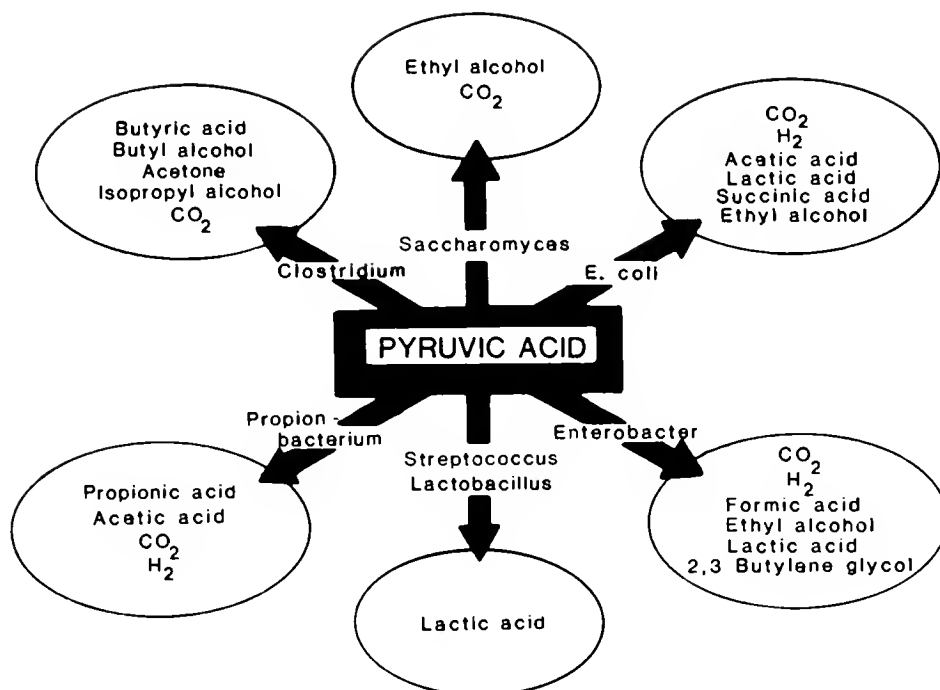 Ethyl alcohol
CO2
Butyric acid
Butyl alcohol
Acetone
Isopropyl alcohol
CO2
CO2
H2
Acetic acid
Lactic acid
Succinic acid
Ethyl alcohol
Saccharomyces
Clostridium
E. coli
PYRUVIC ACID
Propion -
bacterium
Streptococcus
Lactobacillus
Enterobacter
Propionic acid
Acetic acid
CO2
H2
CO2
H2
Formic acid
Ethyl alcohol
Lactic acid
2,3 Butylene glycol
Lactic acid